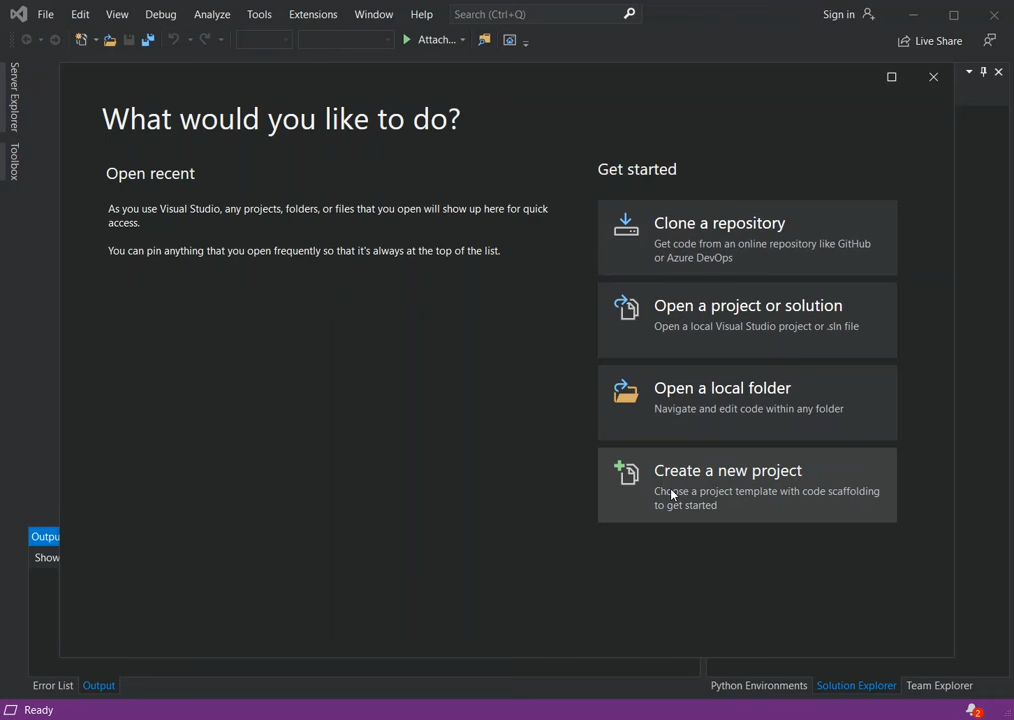 File Edit View Debug Analyze Tools Extensions Window Help Search (Ctrl+Q) Sign in
Attach... Live Share
Server Explorer
Toolbox
What would you like to do?
Open recent
As you use Visual Studio, any projects, folders, or files that you open will show up here for quick
access.
You can pin anything that you open frequently so that it's always at the top of the list.
Get started
Clone a repository
Get code from an online repository like GitHub
or Azure DevOps
Open a project or solution
Open a local Visual Studio project or .sln file
Open a local folder
Navigate and edit code within any folder
Create a new project
Choose a project template with code scaffolding
to get started
Outpu
Show
Error List Output Python Environments Solution Explorer Team Explorer
Ready 2